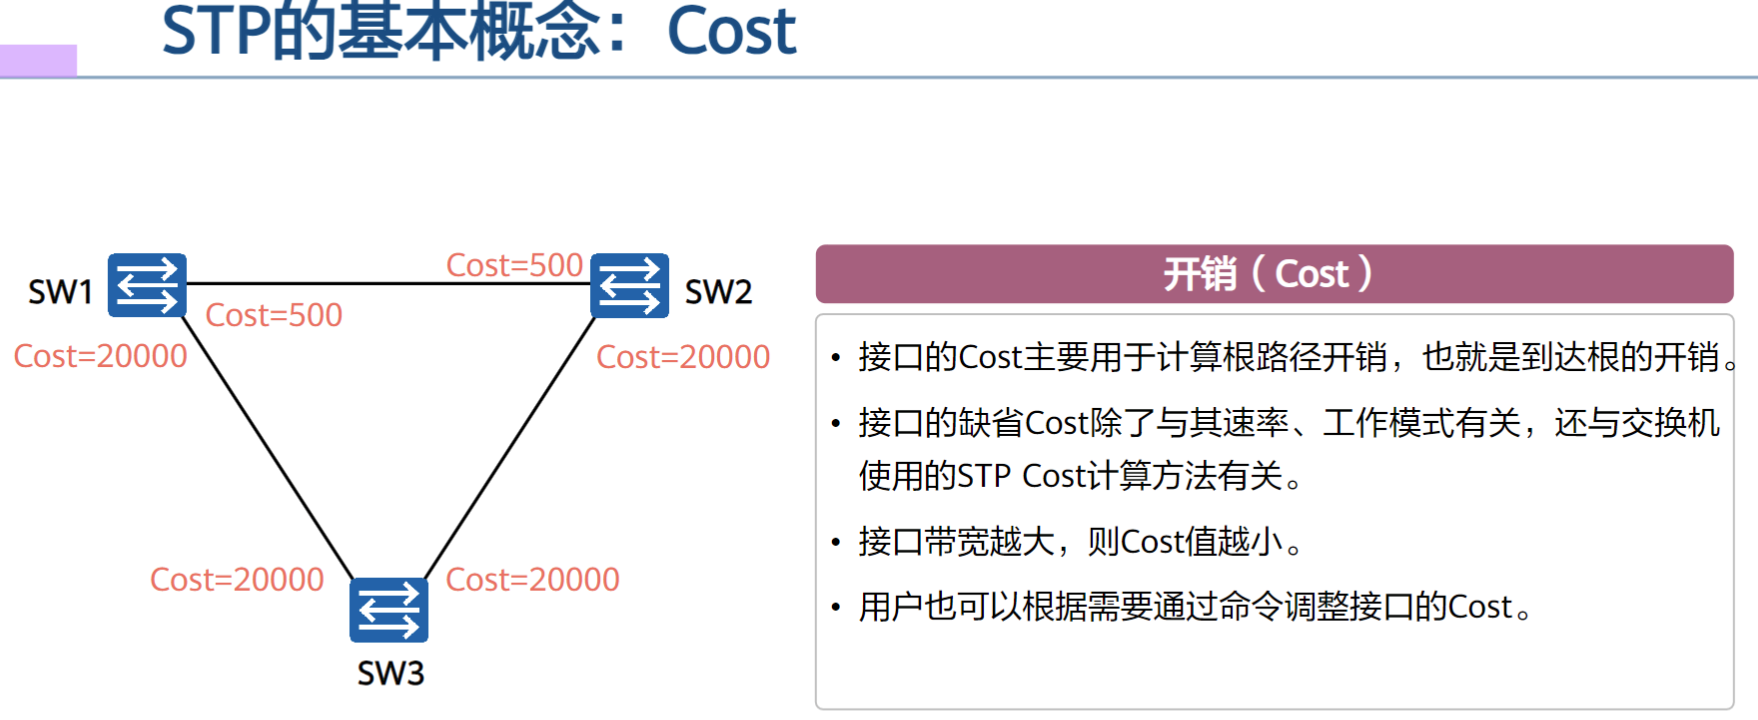 STP的基本概念：Cost
SW1
Cost=500
SW2
Cost=500
Cost=20000
Cost=20000
Cost=20000
Cost=20000
SW3
开销（Cost）
• 接口的Cost主要用于计算根路径开销，也就是到达根的开销。
• 接口的缺省Cost除了与其速率、工作模式有关，还与交换机
使用的STP Cost计算方法有关。
• 接口带宽越大，则Cost值越小。
• 用户也可以根据需要通过命令调整接口的Cost。